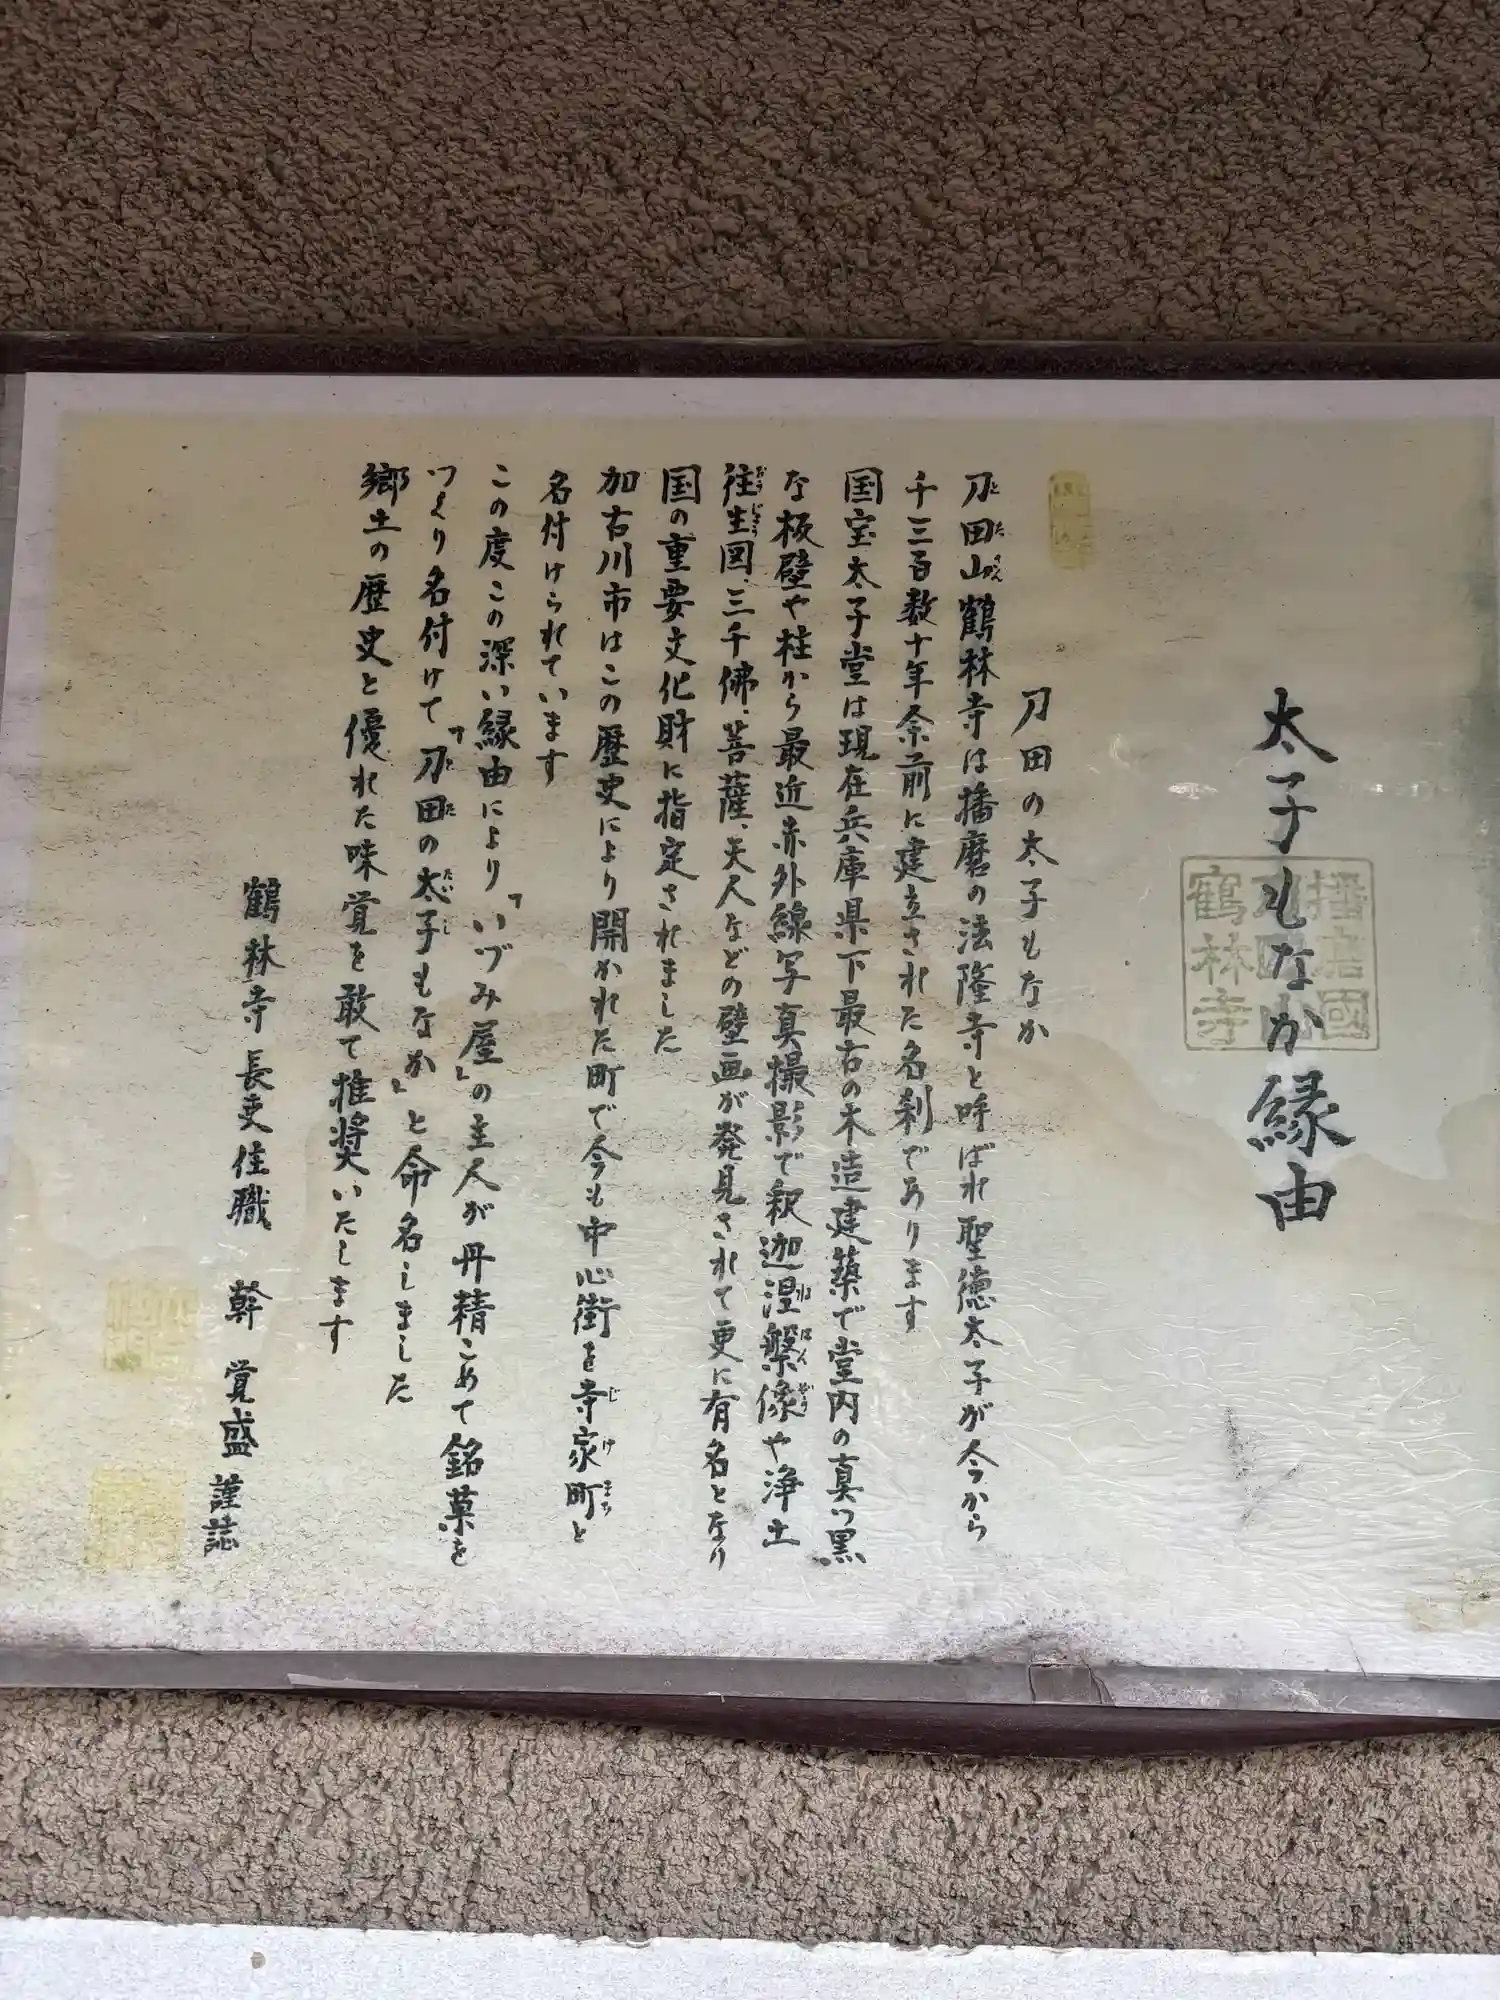 太子もなか縁由
刀田の太子もなか
刀田山鶴林寺は播磨の法隆寺と呼ばれ聖徳太子が今から
千三百数十年余前に建立された名刹であります
国宝太子堂は現在兵庫県下最古の木造建築で堂内の真っ黒
な板壁や柱から最近赤外線写真撮影で釈迦涅槃像や浄土
往生図、三千佛、菩薩、天人などの壁画が発見されて更に有名となり
国の重要文化財に指定されました
加古川市はこの歴史により開かれた町で今も中心街を寺家町と
名付けられています
この度この深い縁由により「いづみ屋」の主人が丹精こめて銘菓を
つくり名付けて「刀田の太子もなか」と命名しました
郷土の歴史と優れた味覚を敢て推奨いたします
鶴林寺長吏住職 幹 覚盛 謹誌